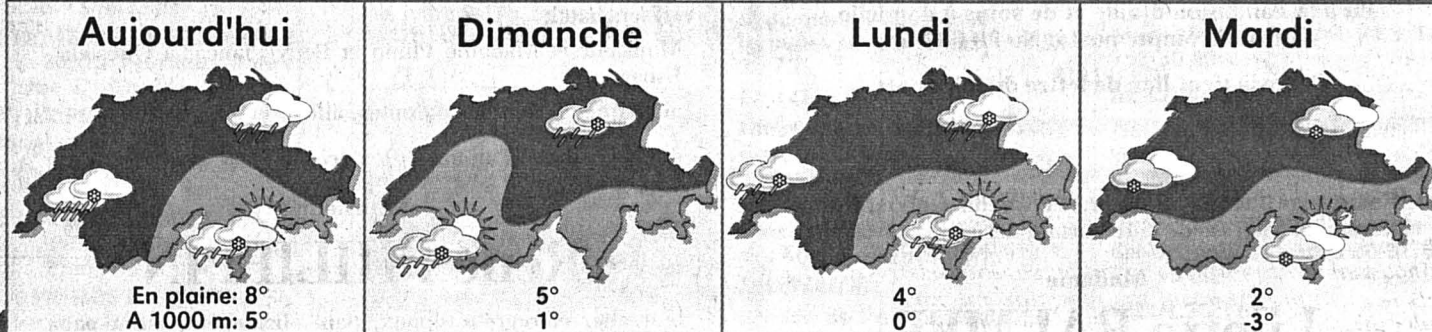 Aujourd'hui
En plaine: 8°
A 1000 m: 5°
Dimanche
5°
1°
Lundi
4°
0°
Mardi
2°
-3°